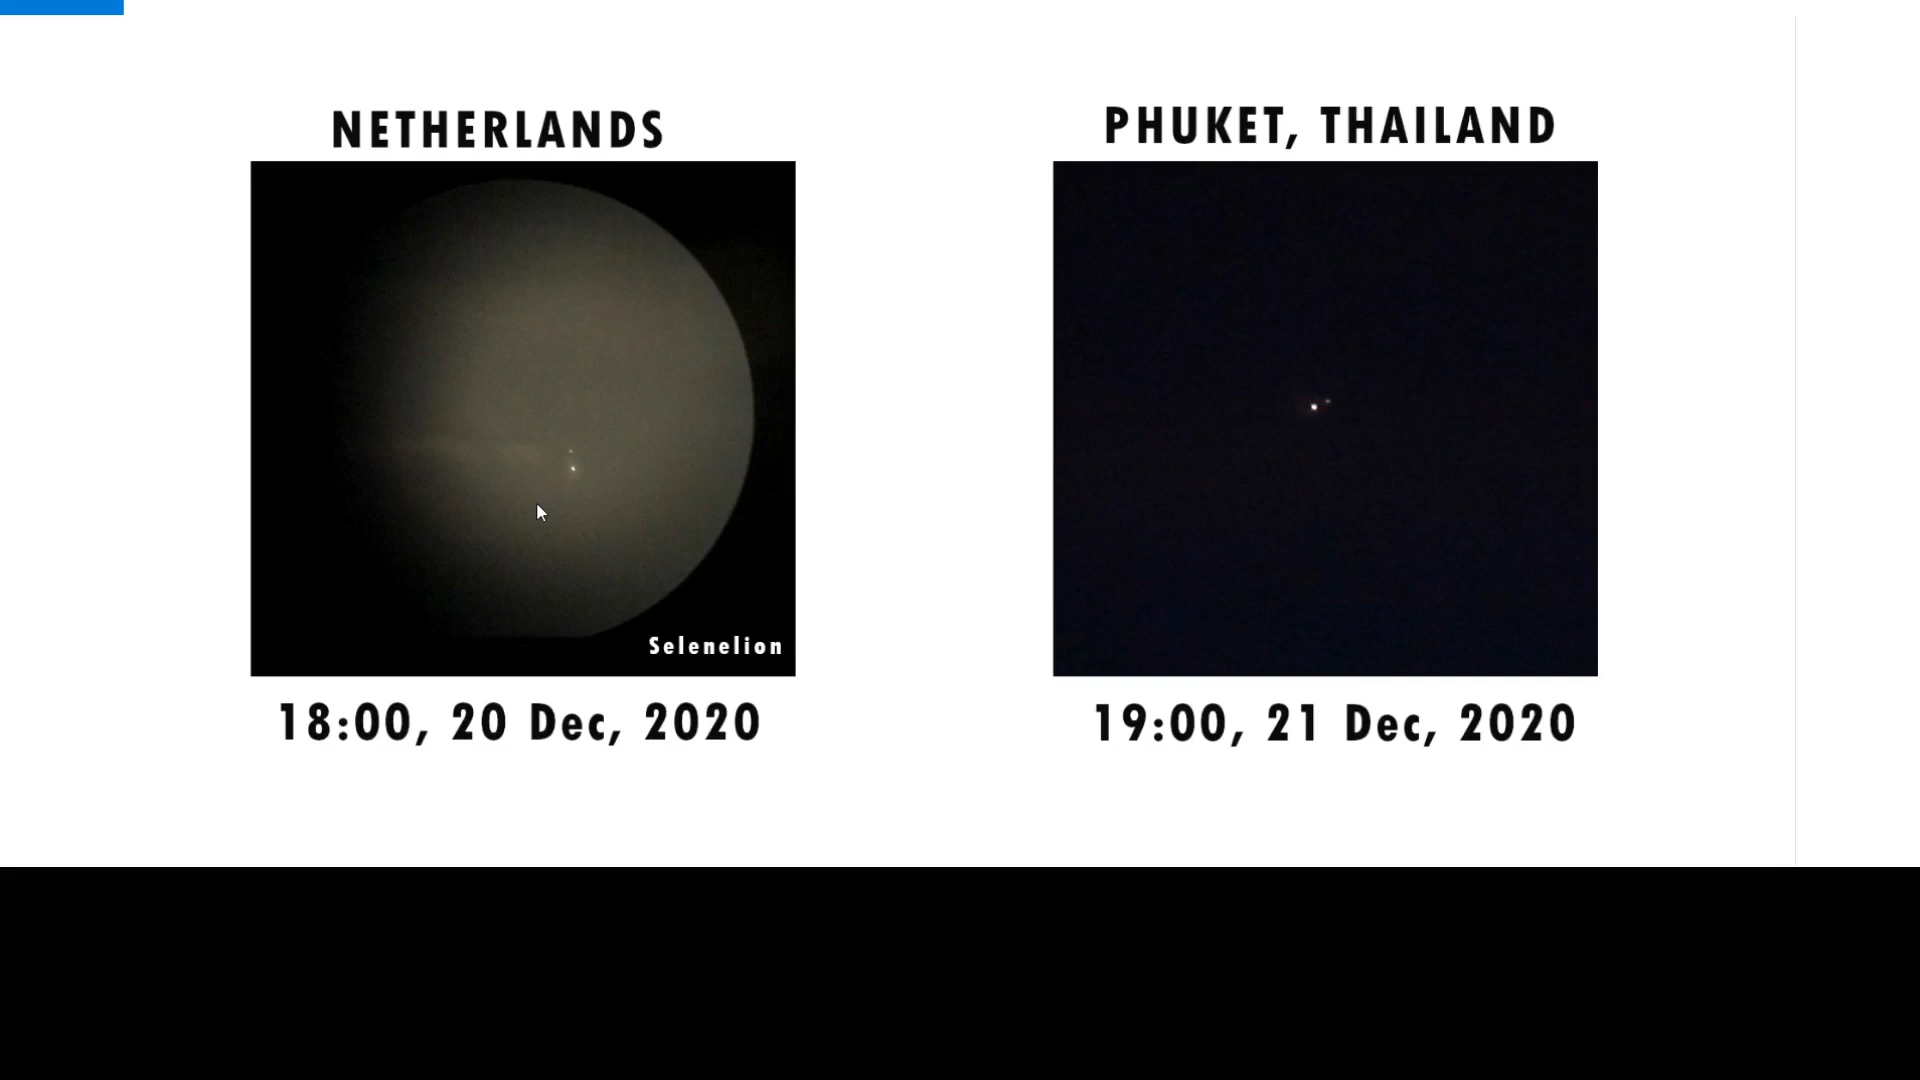 NETHERLANDS
PHUKET, THAILAND
Selenelion
18:00, 20 Dec, 2020
19:00, 21 Dec, 2020